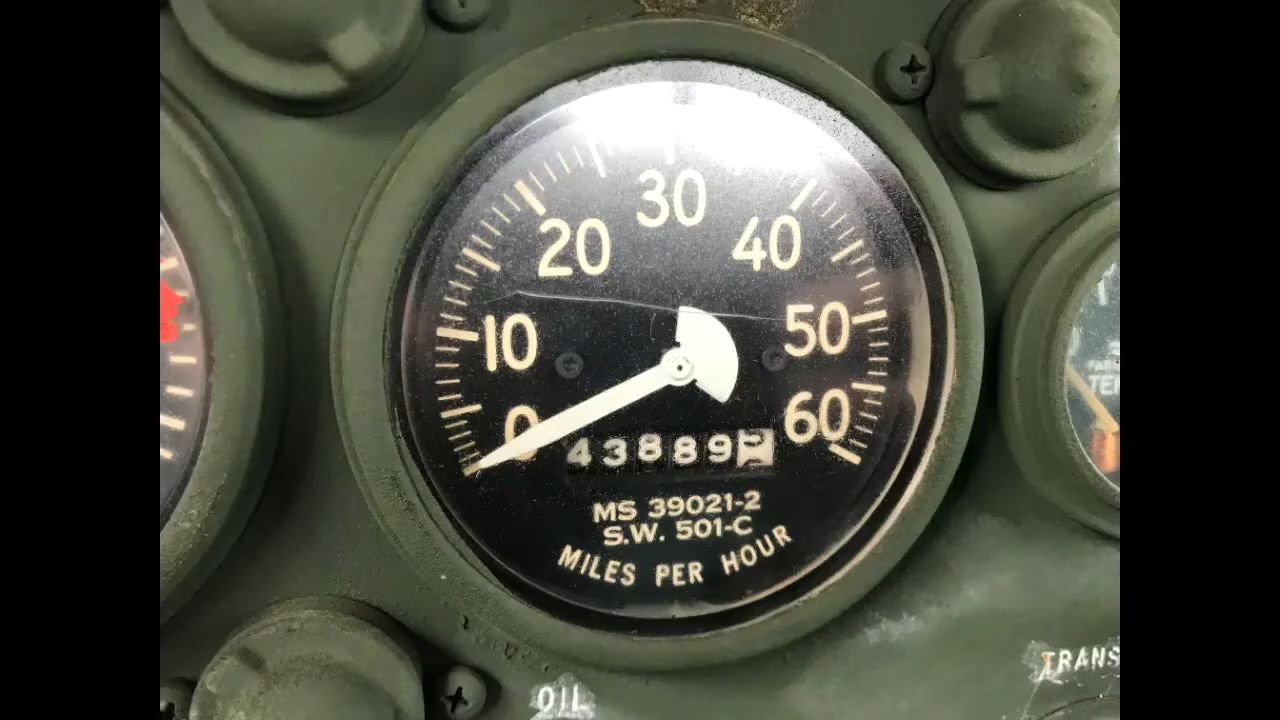 30
20 40
10 50
0 60
43889
MS 39021-2
S.W. 501-C
MILES PER HOUR
TRANS
OIL